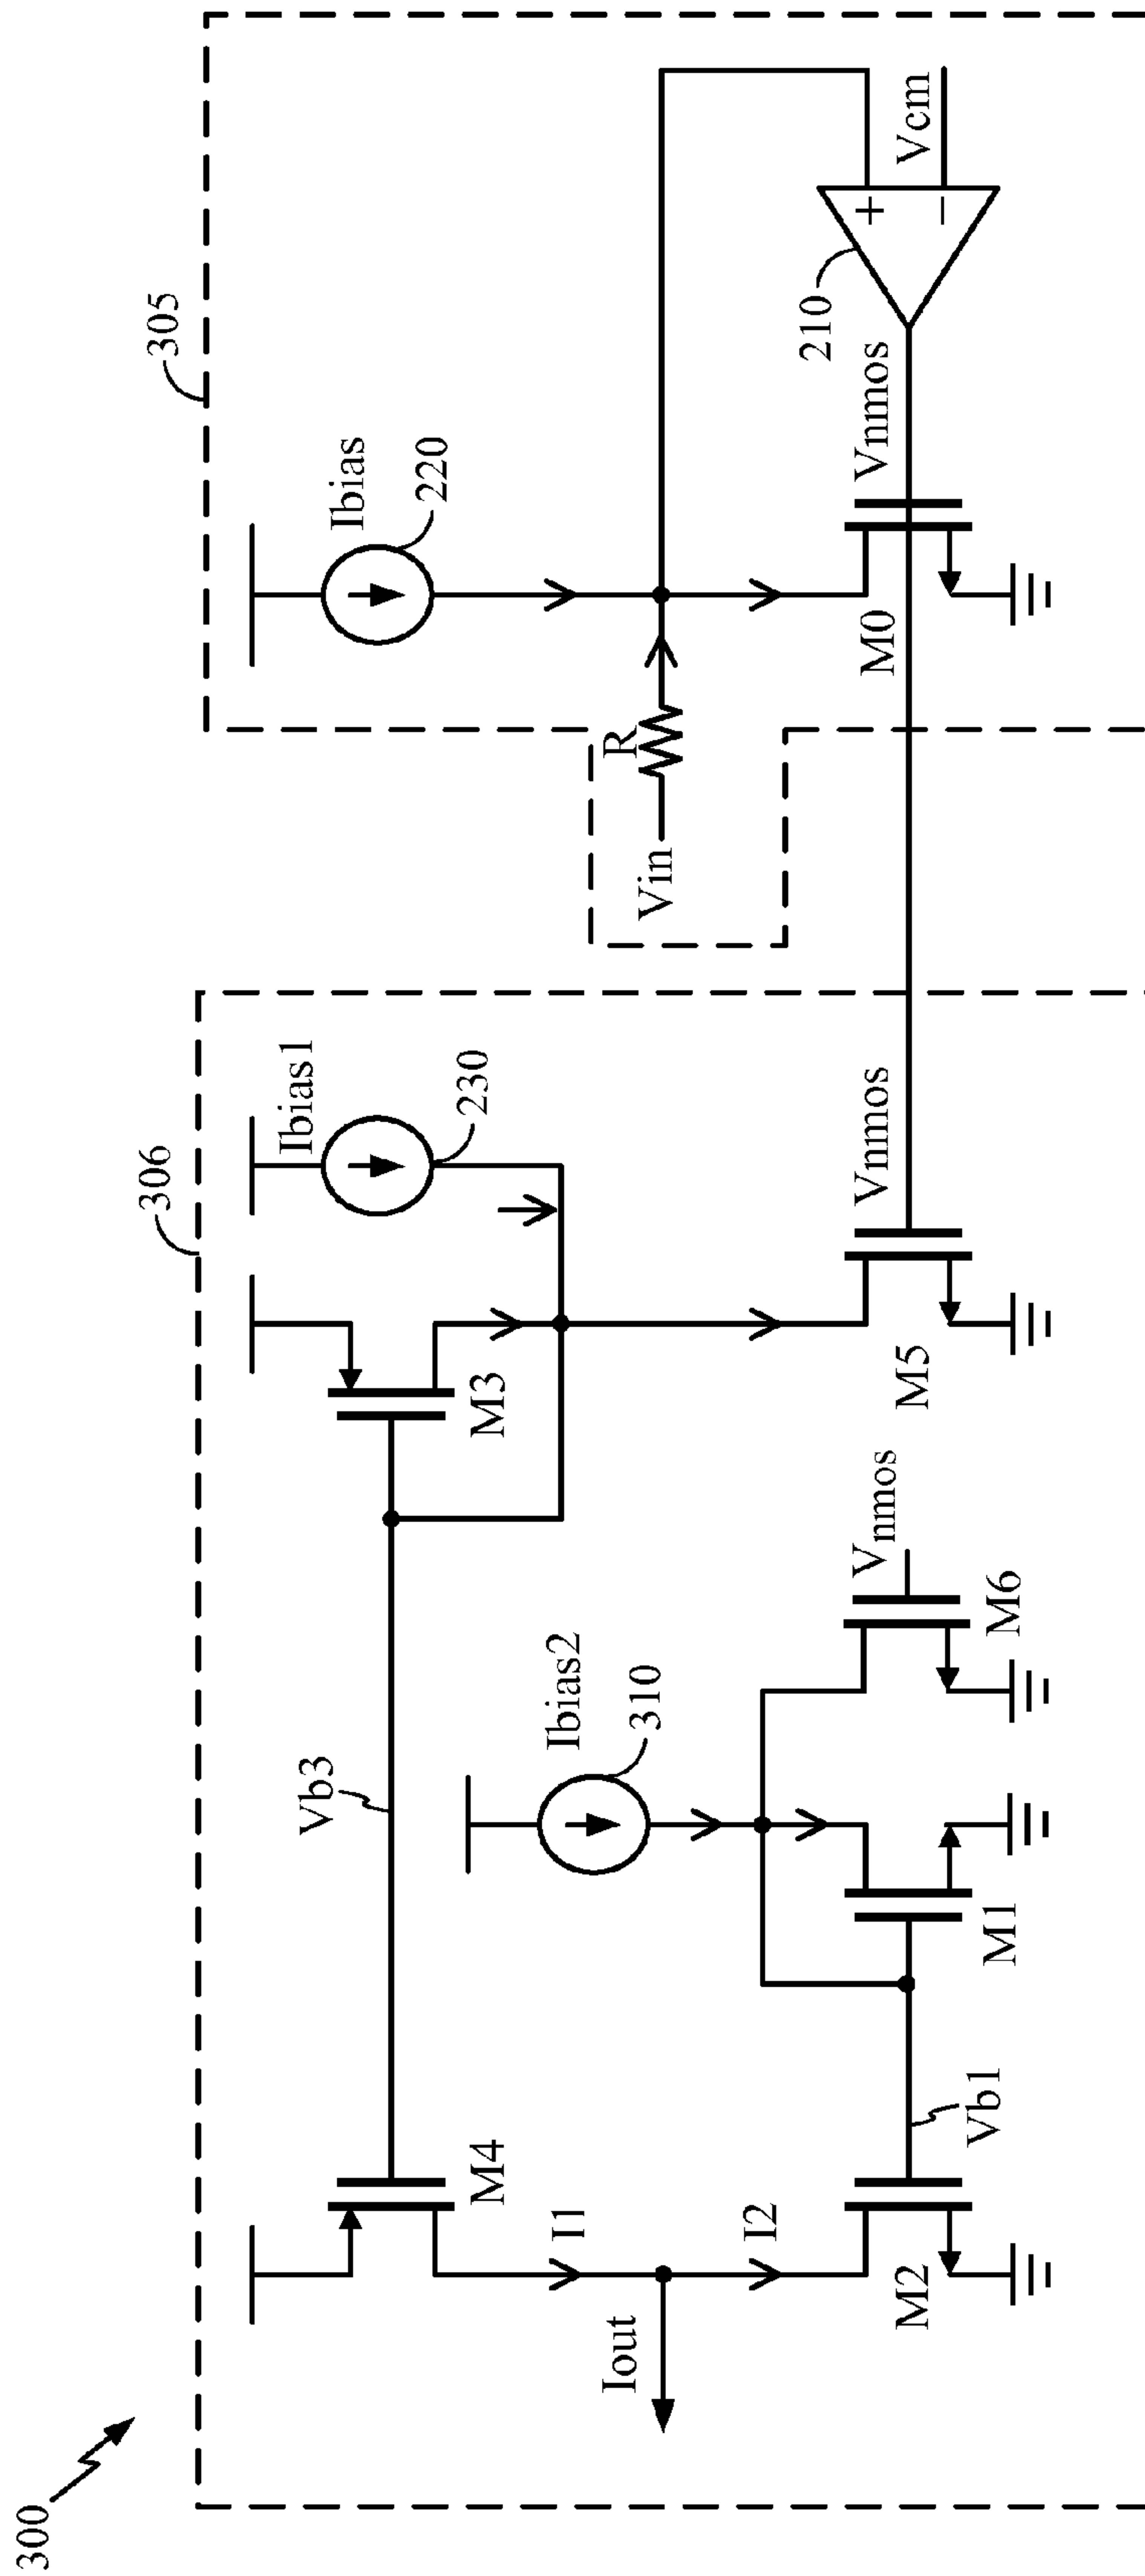 300
306
305
Ibias1
230
Ibias
220
M3
Vb3
Ibias2
310
M4
I1
Iout
I2
M2
Vb1
M1
M6
Vnmos
M5
Vnmos
Vin
R
M0
Vnmos
210
+
−
Vcm